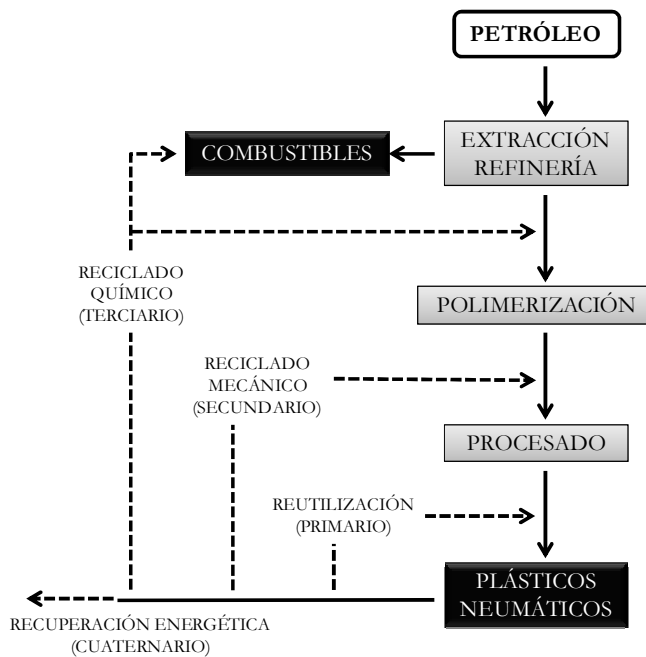 PETRÓLEO
COMBUSTIBLES
EXTRACCIÓN
REFINERÍA
RECICLADO
QUÍMICO
(TERCIARIO)
POLIMERIZACIÓN
RECICLADO
MECÁNICO
(SECUNDARIO)
PROCESADO
REUTILIZACIÓN
(PRIMARIO)
PLÁSTICOS
NEUMÁTICOS
RECUPERACIÓN ENERGÉTICA
(CUATERNARIO)